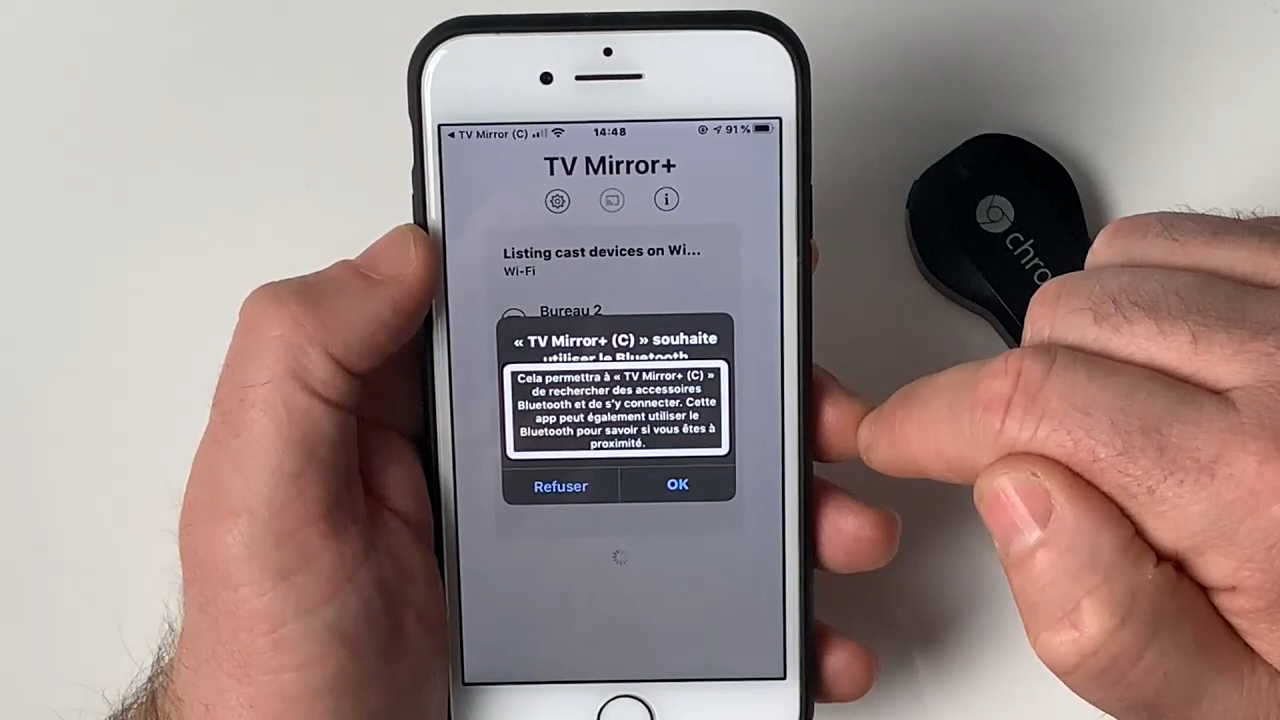 ◀ TV Mirror (C)
14:48
91 %
TV Mirror+
Listing cast devices on Wi...
Wi-Fi
Bureau 2
« TV Mirror+ (C) » souhaite
utiliser le Bluetooth
Cela permettra à « TV Mirror+ (C) »
de rechercher des accessoires
Bluetooth et de s'y connecter. Cette
app peut également utiliser le
Bluetooth pour savoir si vous êtes à
proximité.
Refuser
OK
chro